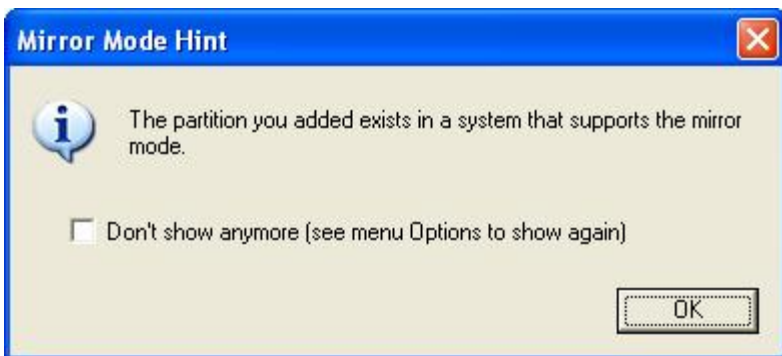 Mirror Mode Hint
The partition you added exists in a system that supports the mirror
mode.
Don't show anymore (see menu Options to show again)
OK